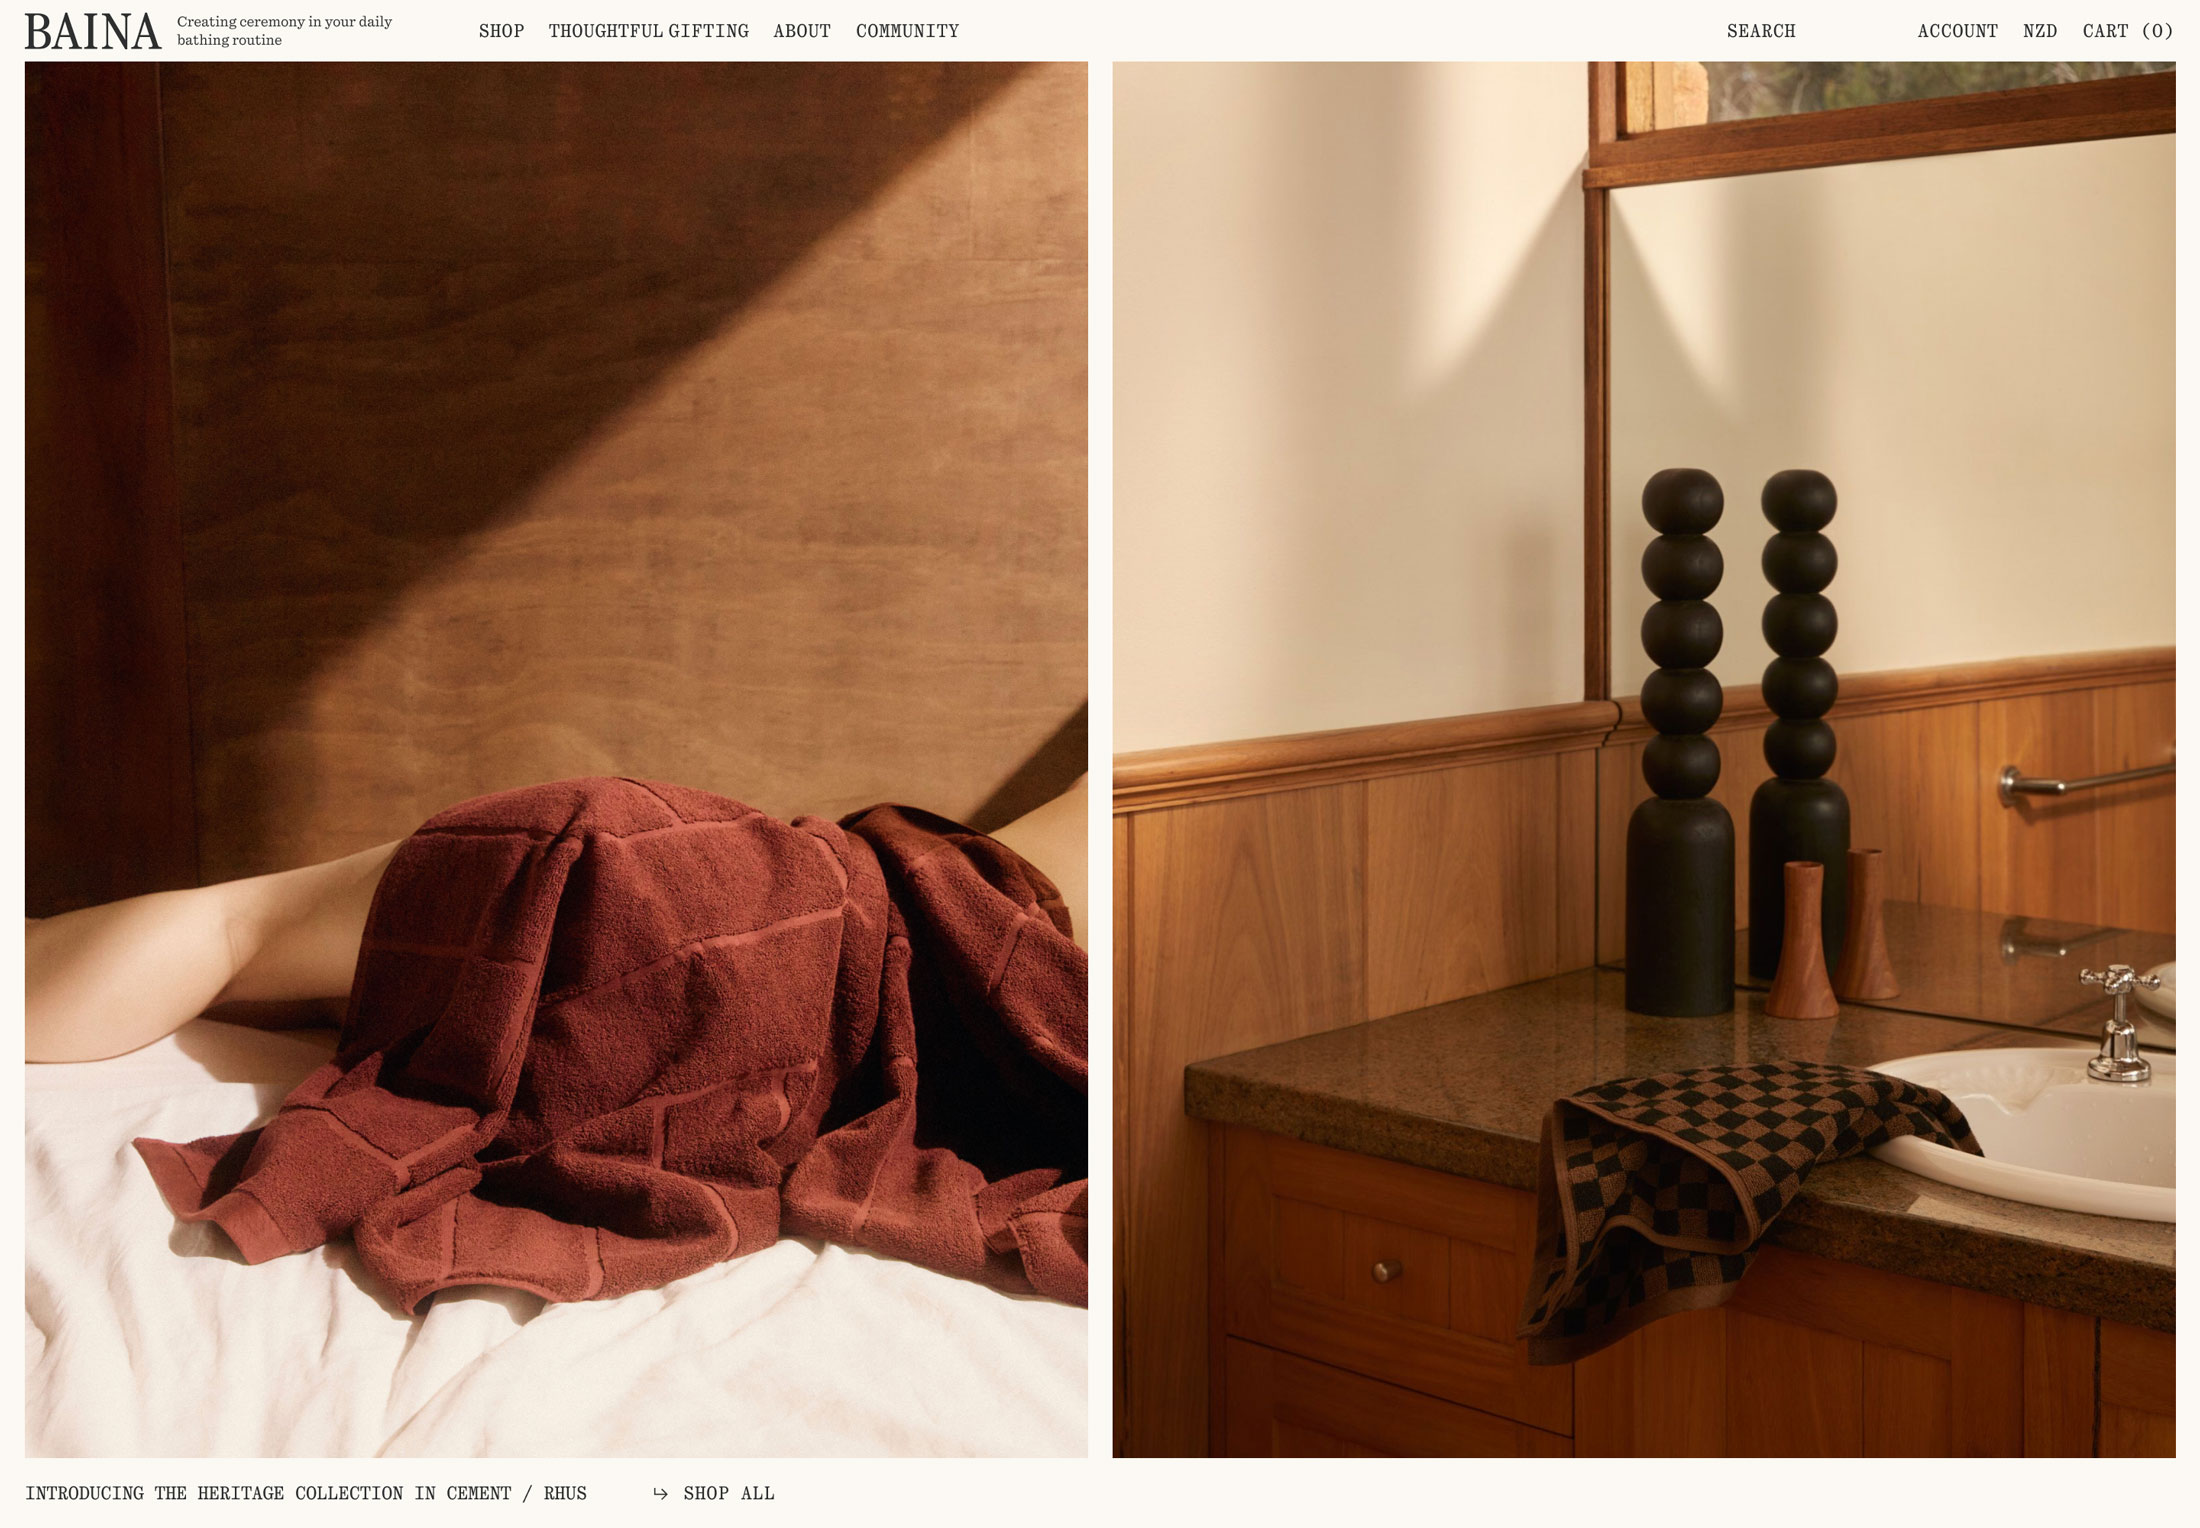 BAINA
Creating ceremony in your daily
bathing routine
SHOP THOUGHTFUL GIFTING ABOUT COMMUNITY
SEARCH
ACCOUNT NZD CART (0)
INTRODUCING THE HERITAGE COLLECTION IN CEMENT / RHUS
↳ SHOP ALL